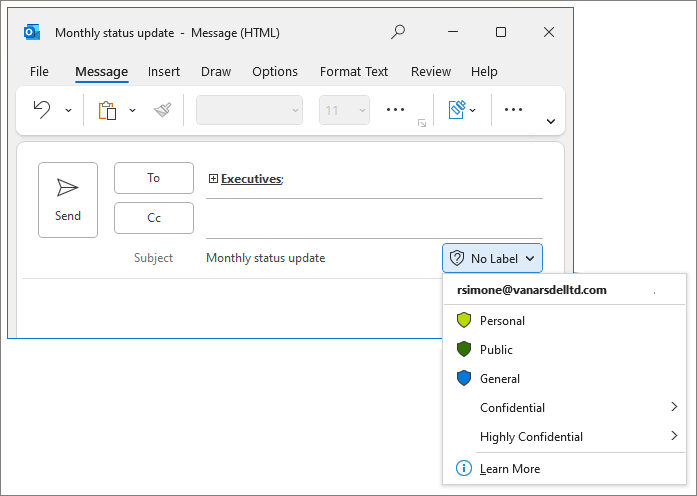 Monthly status update - Message (HTML)
File Message Insert Draw Options Format Text Review Help
11
To
Executives;
Send
Cc
Subject Monthly status update No Label
rsimone@vanarsdelltd.com
Personal
Public
General
Confidential
Highly Confidential
Learn More